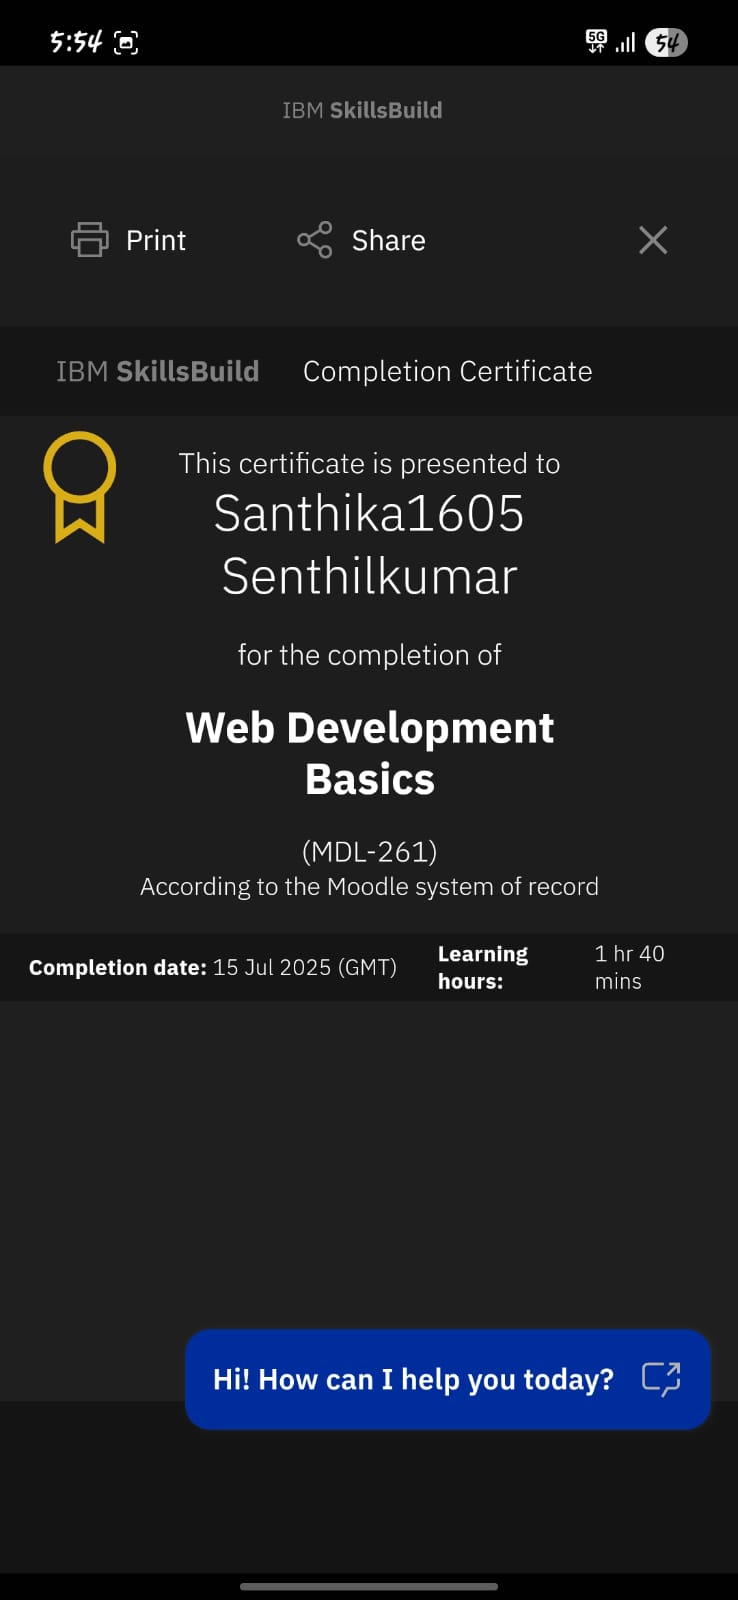 5:54
5G
54
IBM SkillsBuild
Print
Share
IBM SkillsBuild Completion Certificate
This certificate is presented to
Santhika1605
Senthilkumar
for the completion of
Web Development
Basics
(MDL-261)
According to the Moodle system of record
Completion date: 15 Jul 2025 (GMT)
Learning
hours:
1 hr 40
mins
Hi! How can I help you today?